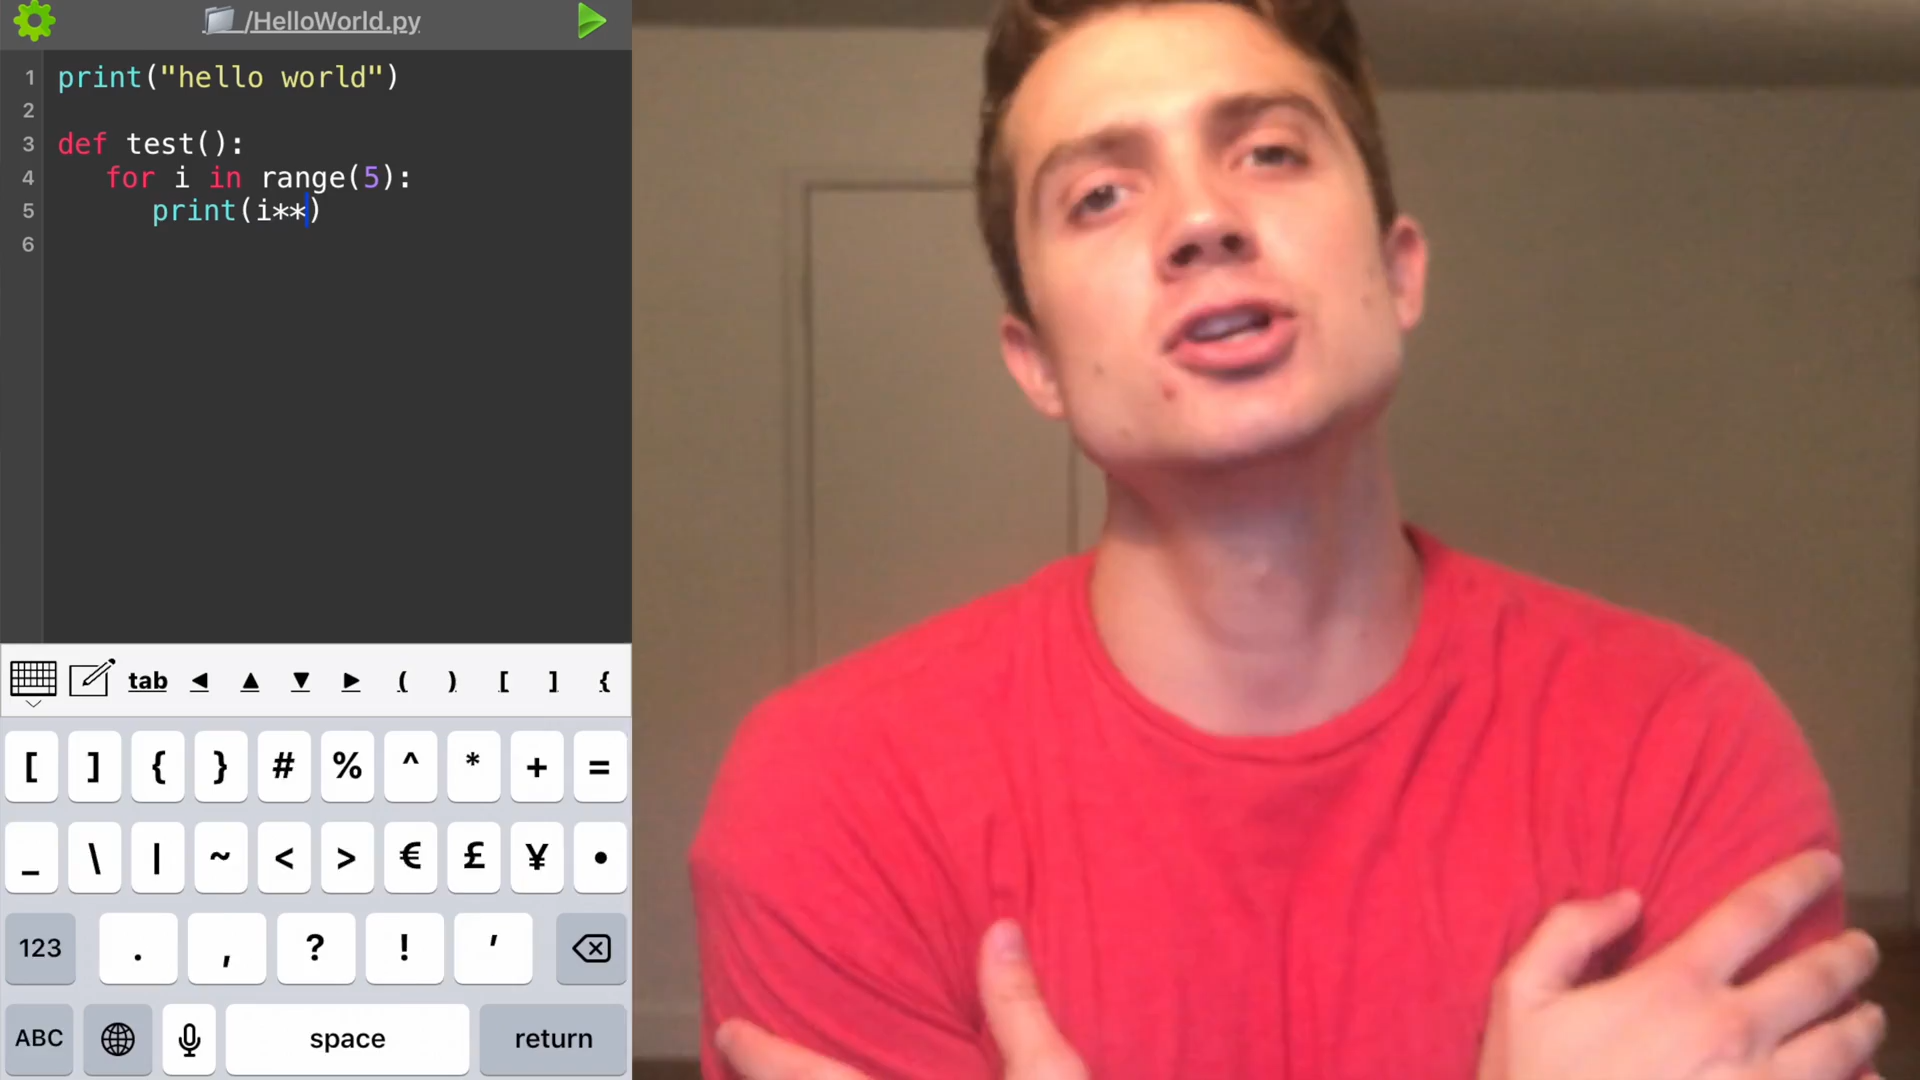 /HelloWorld.py
1 print("hello world")
2
3 def test():
4 for i in range(5):
5 print(i**)
6
tab ( ) [ ] {
[ ] { } # % ^ * + =
_ \ | ~ < > € £ ¥ •
123 . , ? ! '
ABC space return